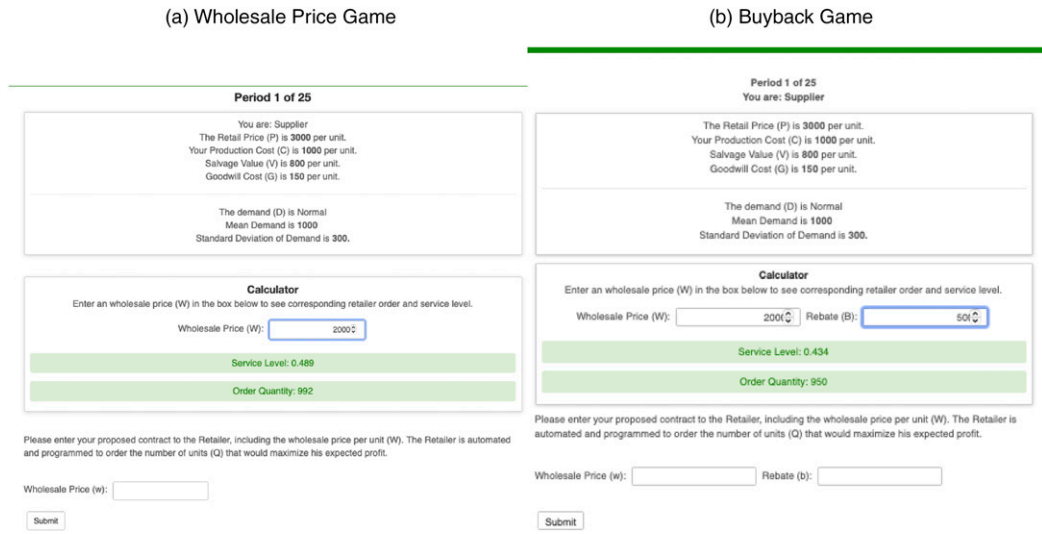 (a) Wholesale Price Game
Period 1 of 25
You are: Supplier
The Retail Price (P) is 3000 per unit.
Your Production Cost (C) is 1000 per unit.
Salvage Value (V) is 800 per unit.
Goodwill Cost (G) is 150 per unit.
The demand (D) is Normal
Mean Demand is 1000
Standard Deviation of Demand is 300.
Calculator
Enter an wholesale price (W) in the box below to see corresponding retailer order and service level.
Wholesale Price (W): 2000
Service Level: 0.489
Order Quantity: 992
Please enter your proposed contract to the Retailer, including the wholesale price per unit (W). The Retailer is automated
and programmed to order the number of units (Q) that would maximize his expected profit.
Wholesale Price (w):
Submit
(b) Buyback Game
Period 1 of 25
You are: Supplier
The Retail Price (P) is 3000 per unit.
Your Production Cost (C) is 1000 per unit.
Salvage Value (V) is 800 per unit.
Goodwill Cost (G) is 150 per unit.
The demand (D) is Normal
Mean Demand is 1000
Standard Deviation of Demand is 300.
Calculator
Enter an wholesale price (W) in the box below to see corresponding retailer order and service level.
Wholesale Price (W): Rebate (B):
Service Level: 0.434
Order Quantity: 950
Please enter your proposed contract to the Retailer, including the wholesale price per unit (W). The Retailer is
automated and programmed to order the number of units (Q) that would maximize his expected profit.
Wholesale Price (w): Rebate (b):
Submit